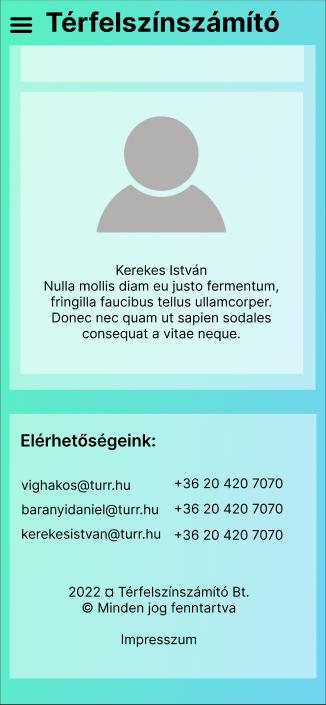 Térfelszínszámító
Kerekes István
Nulla mollis diam eu justo fermentum,
fringilla faucibus tellus ullamcorper.
Donec nec quam ut sapien sodales
consequat a vitae neque.
Elérhetőségeink:
vighakos@turr.hu +36 20 420 7070
baranyidaniel@turr.hu +36 20 420 7070
kerekesistvan@turr.hu +36 20 420 7070
2022 ¤ Térfelszínszámító Bt.
© Minden jog fenntartva
Impresszum